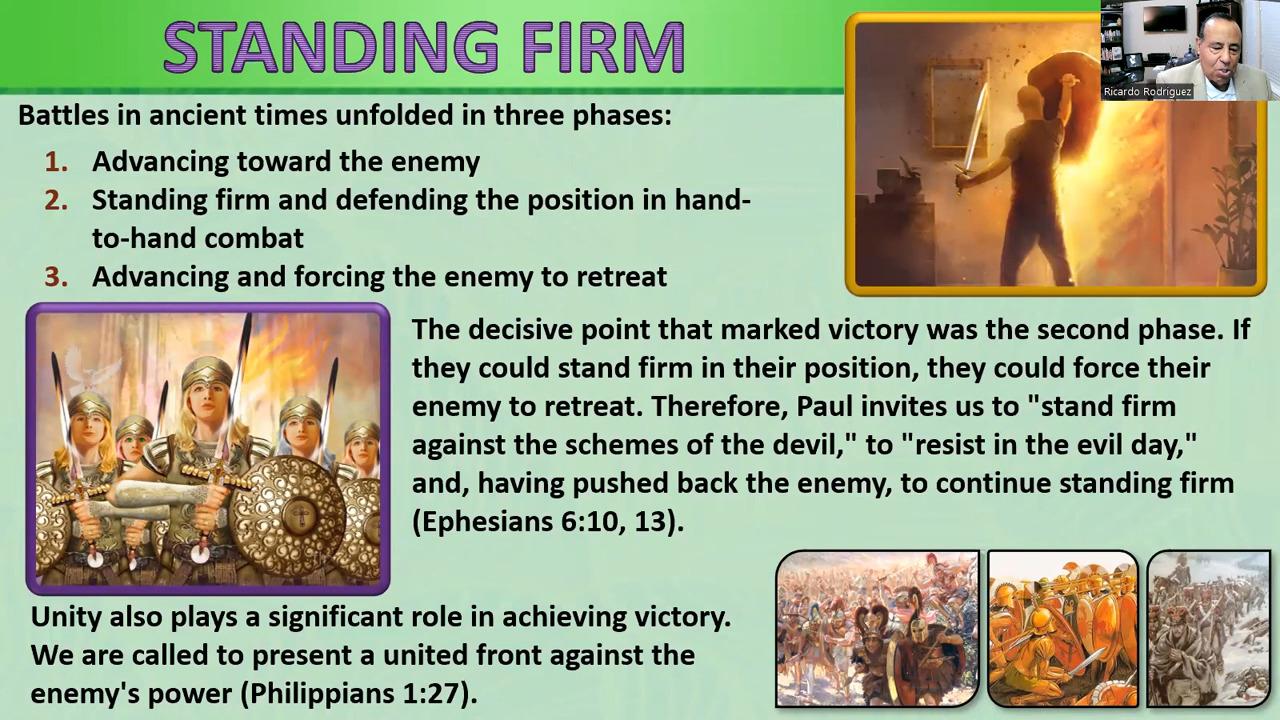 STANDING FIRM
Ricardo Rodriguez
Battles in ancient times unfolded in three phases:
1. Advancing toward the enemy
2. Standing firm and defending the position in hand-
to-hand combat
3. Advancing and forcing the enemy to retreat
The decisive point that marked victory was the second phase. If
they could stand firm in their position, they could force their
enemy to retreat. Therefore, Paul invites us to "stand firm
against the schemes of the devil," to "resist in the evil day,"
and, having pushed back the enemy, to continue standing firm
(Ephesians 6:10, 13).
Unity also plays a significant role in achieving victory.
We are called to present a united front against the
enemy's power (Philippians 1:27).